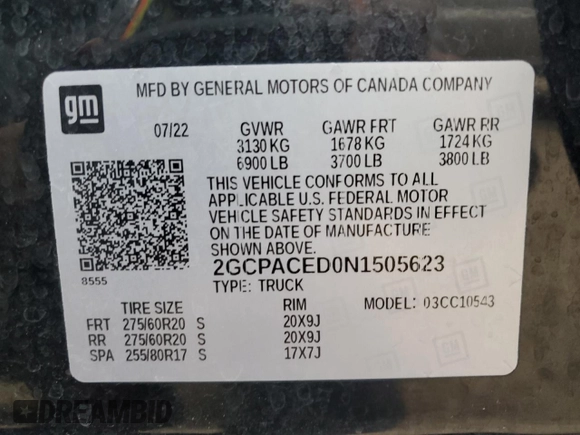 gm
MFD BY GENERAL MOTORS OF CANADA COMPANY
07/22 GVWR GAWR FRT GAWR RR
3130 KG 1678 KG 1724 KG
6900 LB 3700 LB 3800 LB
THIS VEHICLE CONFORMS TO ALL
APPLICABLE U.S. FEDERAL MOTOR
VEHICLE SAFETY STANDARDS IN EFFECT
ON THE DATE OF MANUFACTURE
SHOWN ABOVE.
8555
2GCPACED0N1505623
TYPE: TRUCK
MODEL: 03CC10543
TIRE SIZE RIM
FRT 275/60R20 S 20X9J
RR 275/60R20 S 20X9J
SPA 255/80R17 S 17X7J
DREAMBID